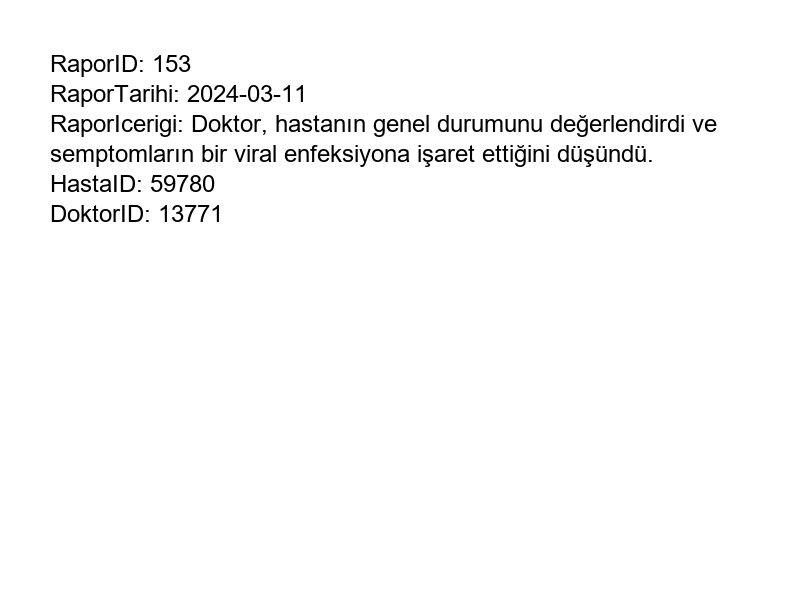 RaporID: 153
RaporTarihi: 2024-03-11
RaporIcerigi: Doktor, hastanın genel durumunu değerlendirdi ve
semptomların bir viral enfeksiyona işaret ettiğini düşündü.
HastaID: 59780
DoktorID: 13771